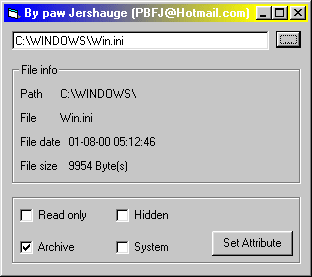 By paw Jershauge (PBFJ@Hotmail.com)
C:\WINDOWS\Win.ini
File info
Path C:\WINDOWS\
File Win.ini
File date 01-08-00 05:12:46
File size 9954 Byte(s)
Read only Hidden
Archive System Set Attribute